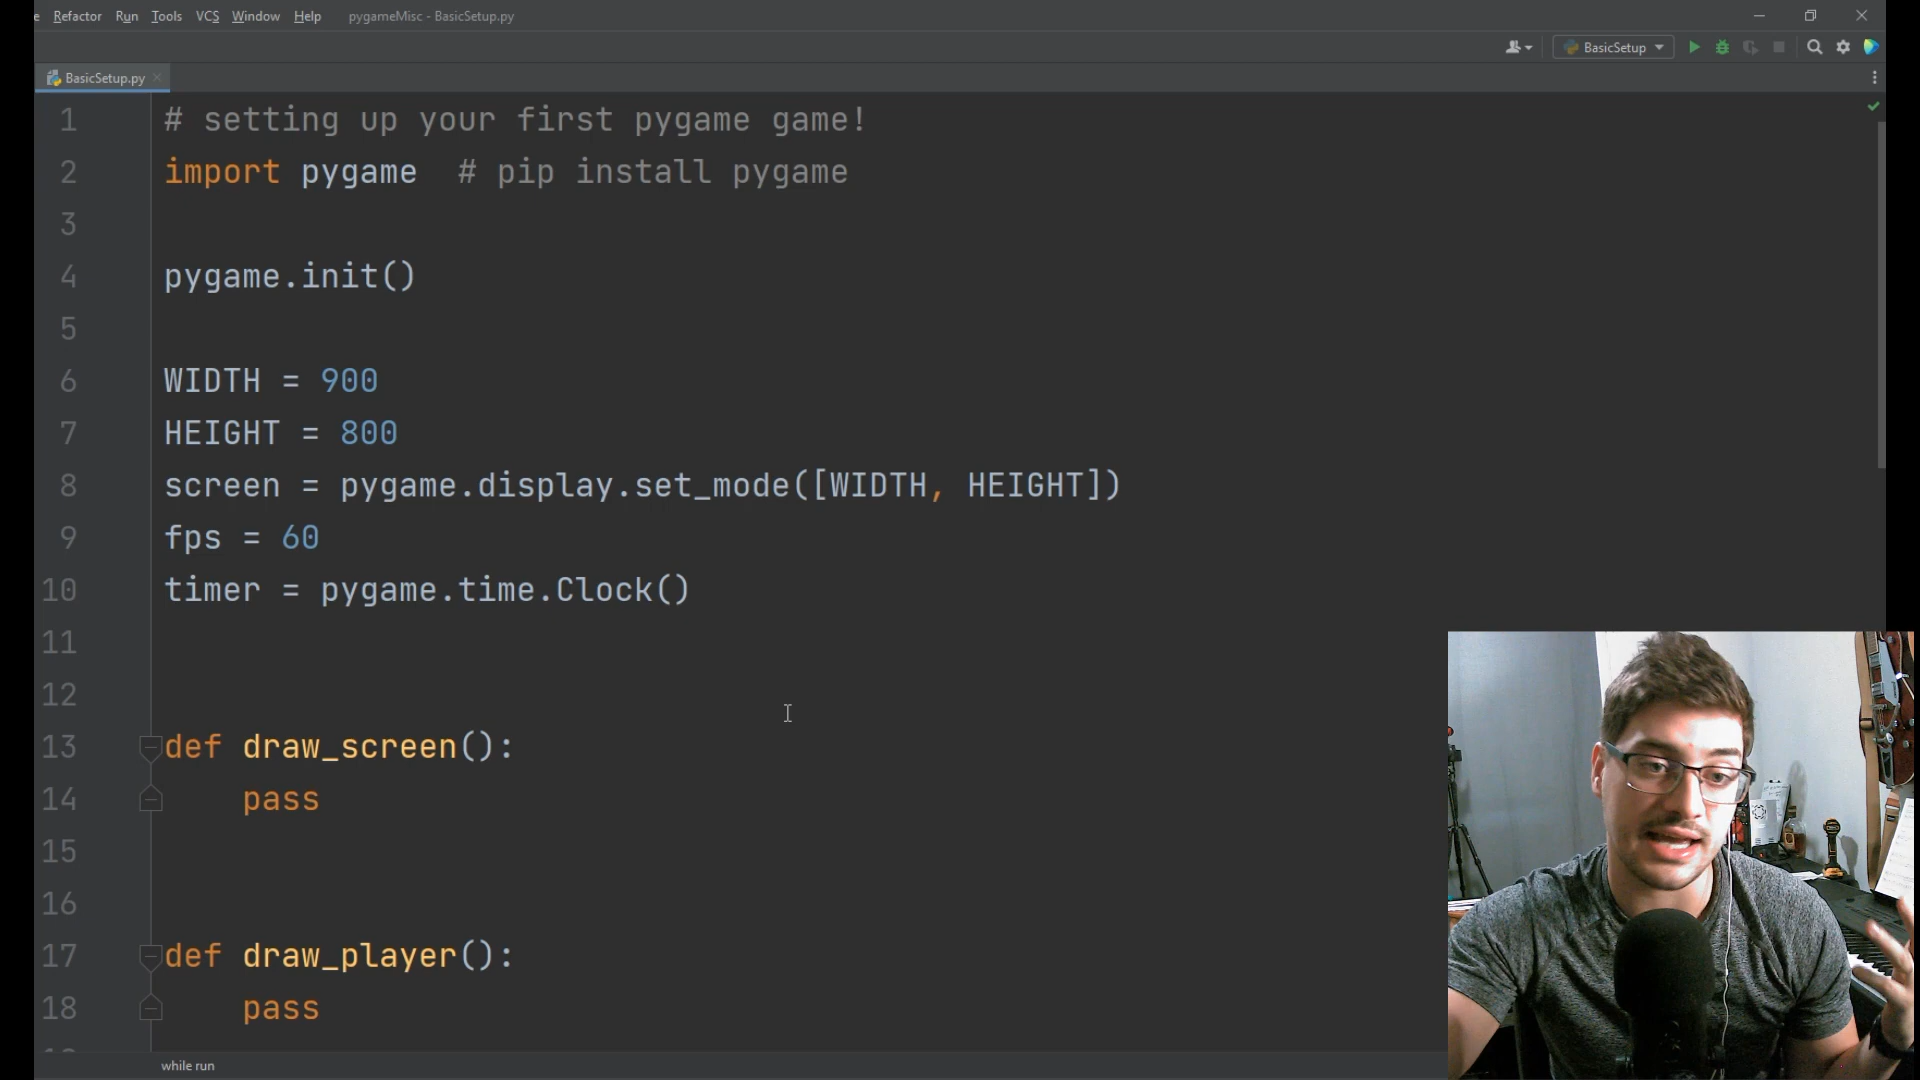 e Refactor Run Tools VCS Window Help pygameMisc - BasicSetup.py
BasicSetup
BasicSetup.py
1 # setting up your first pygame game!
2 import pygame  # pip install pygame
3
4 pygame.init()
5
6 WIDTH = 900
7 HEIGHT = 800
8 screen = pygame.display.set_mode([WIDTH, HEIGHT])
9 fps = 60
10 timer = pygame.time.Clock()
11
12
13 def draw_screen():
14     pass
15
16
17 def draw_player():
18     pass
while run